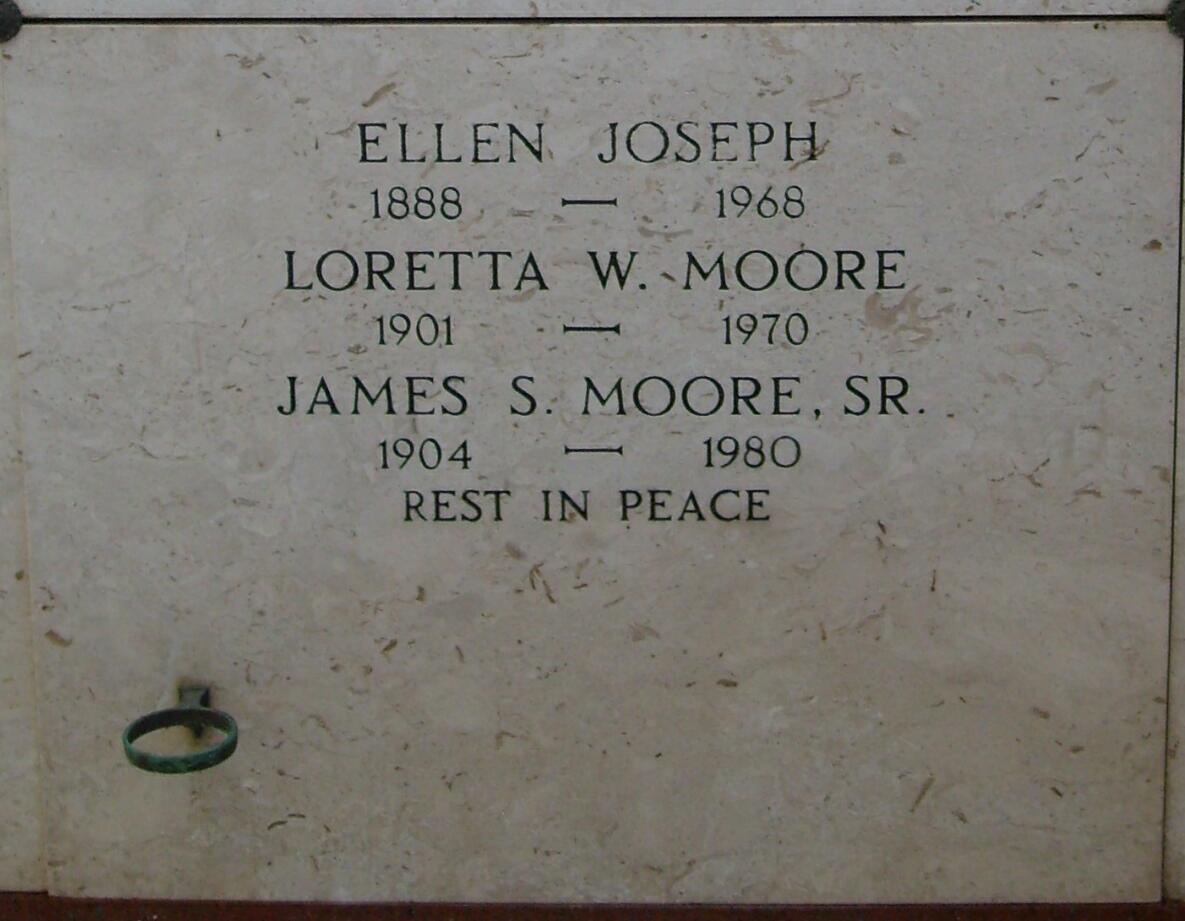 ELLEN JOSEPH
1888 — 1968
LORETTA W. MOORE
1901 — 1970
JAMES S. MOORE, SR.
1904 — 1980
REST IN PEACE